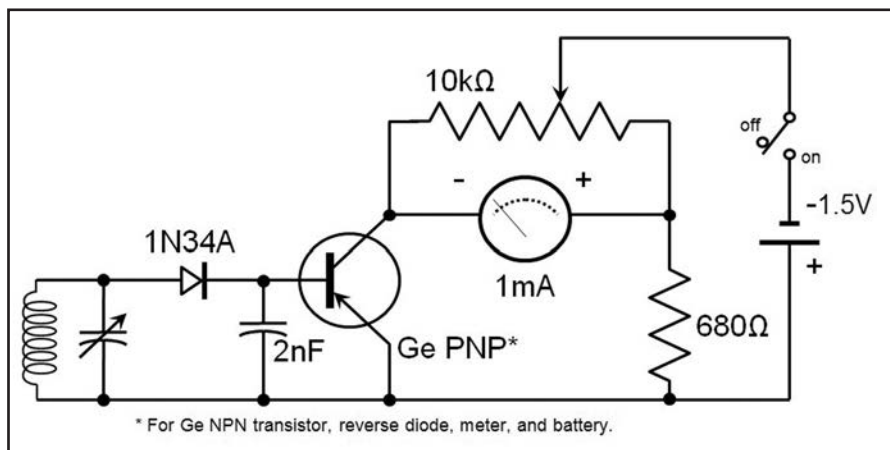 10kΩ
off
on
- +
-1.5V
+
1N34A
1mA
2nF
Ge PNP*
680Ω
* For Ge NPN transistor, reverse diode, meter, and battery.